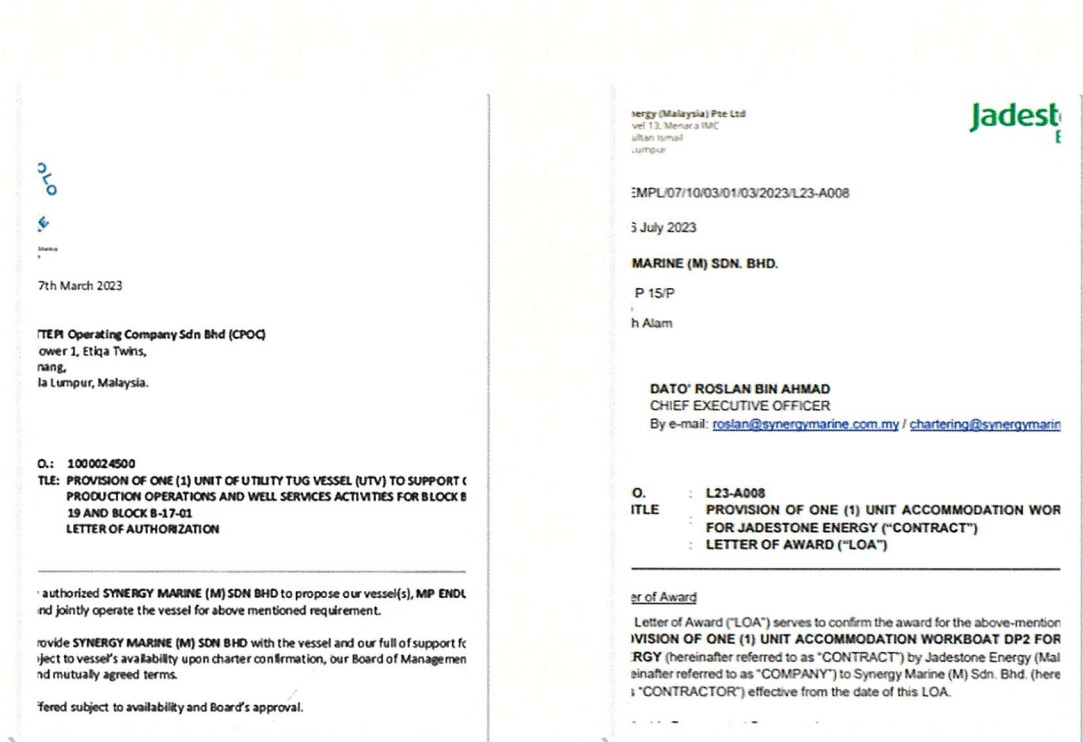 OLO
E
7th March 2023
TTEPI Operating Company Sdn Bhd (CPOC)
ower 1, Etiqa Twins,
nang,
la Lumpur, Malaysia.
O.: 1000024500
TLE: PROVISION OF ONE (1) UNIT OF UTILITY TUG VESSEL (UTV) TO SUPPORT C
PRODUCTION OPERATIONS AND WELL SERVICES ACTIVITIES FOR BLOCK B
19 AND BLOCK B-17-01
LETTER OF AUTHORIZATION
authorized SYNERGY MARINE (M) SDN BHD to propose our vessel(s), MP ENDU
nd jointly operate the vessel for above mentioned requirement.
rovide SYNERGY MARINE (M) SDN BHD with the vessel and our full of support fo
ject to vessel's availability upon charter confirmation, our Board of Managemen
nd mutually agreed terms.
ffered subject to availability and Board's approval.
nergy (Malaysia) Pte Ltd
vel 13, Menara IMC
ultan Ismail
Lumpur
Jadest
E
EMPL/07/10/03/01/03/2023/L23-A008
6 July 2023
MARINE (M) SDN. BHD.
P 15/P
h Alam
DATO' ROSLAN BIN AHMAD
CHIEF EXECUTIVE OFFICER
By e-mail: roslan@synergymarine.com.my / chartering@synergymarin
O. : L23-A008
ITLE : PROVISION OF ONE (1) UNIT ACCOMMODATION WOR
FOR JADESTONE ENERGY ("CONTRACT")
: LETTER OF AWARD ("LOA")
er of Award
Letter of Award ("LOA") serves to confirm the award for the above-mention
OVISION OF ONE (1) UNIT ACCOMMODATION WORKBOAT DP2 FOR
ERGY (hereinafter referred to as "CONTRACT") by Jadestone Energy (Mal
einafter referred to as "COMPANY") to Synergy Marine (M) Sdn. Bhd. (here
s "CONTRACTOR") effective from the date of this LOA.